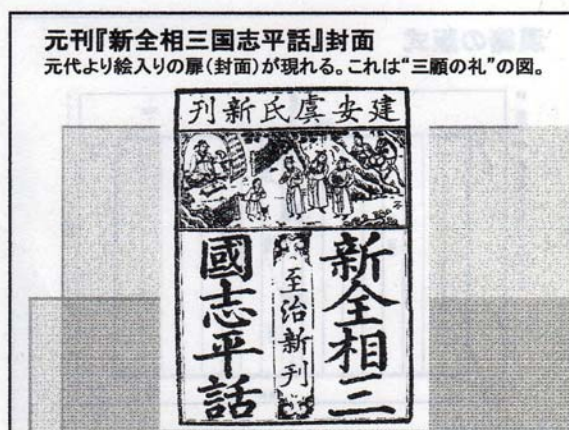 元刊『新全相三国志平話』封面
元代より絵入りの扉（封面）が現れる。これは“三顧の礼”の図。
建安虞氏新刊
新全相三
至治新刊
國志平話